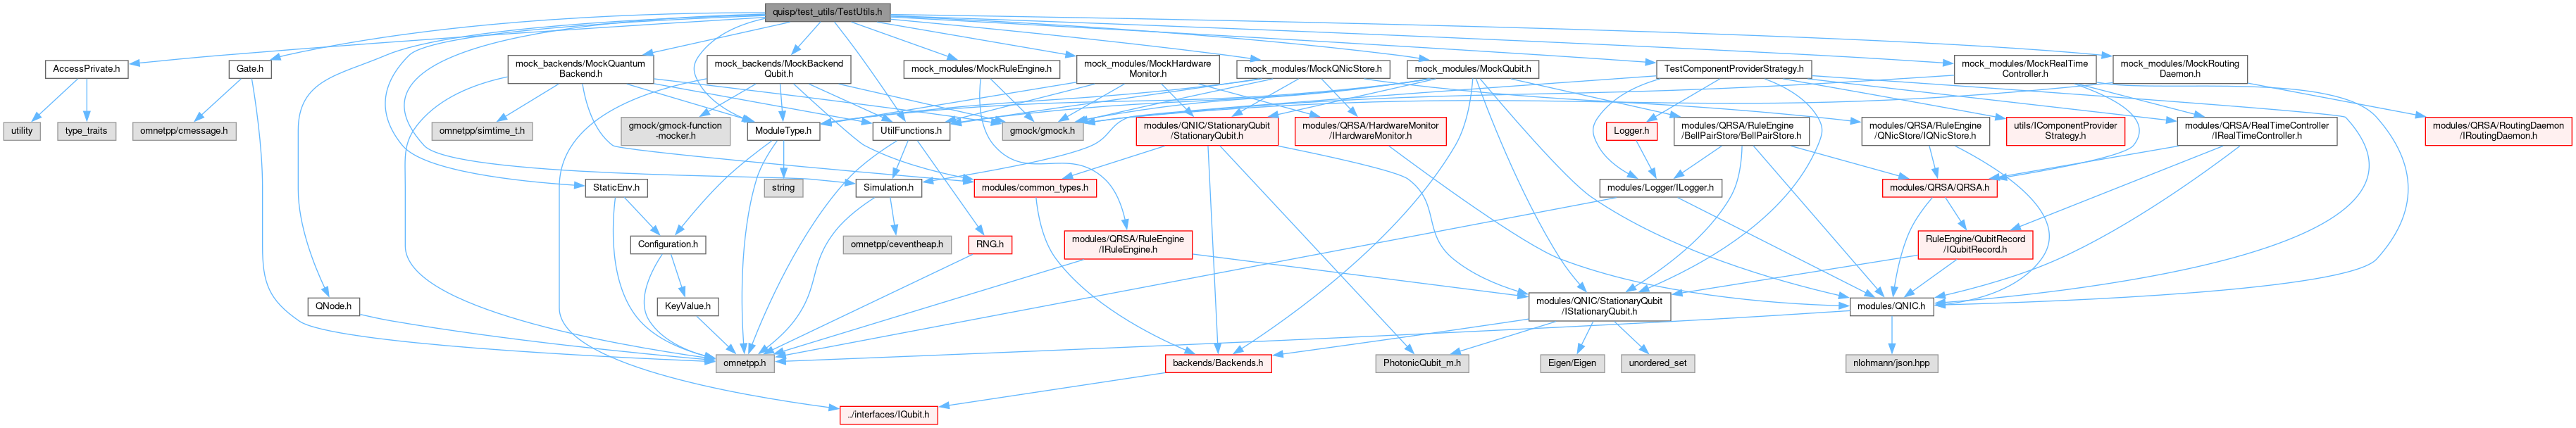 quisp/test_utils/TestUtils.h
AccessPrivate.h
Gate.h
mock_backends/MockQuantum
Backend.h
mock_backends/MockBackend
Qubit.h
mock_modules/MockRuleEngine.h
mock_modules/MockHardware
Monitor.h
mock_modules/MockQNicStore.h
mock_modules/MockQubit.h
TestComponentProviderStrategy.h
mock_modules/MockRealTime
Controller.h
mock_modules/MockRouting
Daemon.h
utility
type_traits
omnetpp/cmessage.h
omnetpp/simtime_t.h
gmock/gmock-function
-mocker.h
ModuleType.h
UtilFunctions.h
gmock/gmock.h
modules/QNIC/StationaryQubit
/StationaryQubit.h
modules/QRSA/HardwareMonitor
/IHardwareMonitor.h
Logger.h
modules/QRSA/RuleEngine
/BellPairStore/BellPairStore.h
modules/QRSA/RuleEngine
/QNicStore/IQNicStore.h
utils/IComponentProvider
Strategy.h
modules/QRSA/RealTimeController
/IRealTimeController.h
modules/QRSA/RoutingDaemon
/IRoutingDaemon.h
StaticEnv.h
string
Simulation.h
modules/common_types.h
modules/Logger/ILogger.h
modules/QRSA/QRSA.h
Configuration.h
omnetpp/ceventheap.h
RNG.h
modules/QRSA/RuleEngine
/IRuleEngine.h
RuleEngine/QubitRecord
/IQubitRecord.h
QNode.h
KeyValue.h
modules/QNIC/StationaryQubit
/IStationaryQubit.h
modules/QNIC.h
omnetpp.h
backends/Backends.h
PhotonicQubit_m.h
Eigen/Eigen
unordered_set
nlohmann/json.hpp
../interfaces/IQubit.h